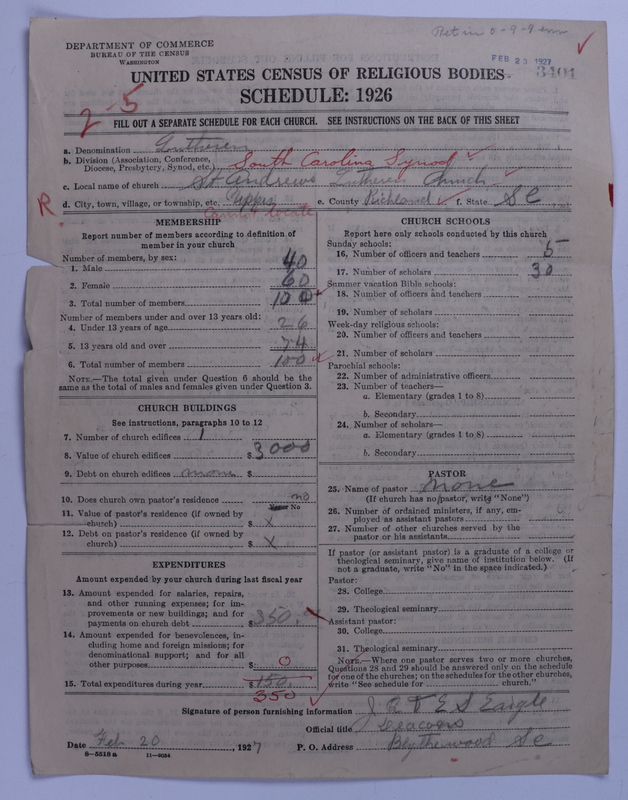 DEPARTMENT OF COMMERCE
BUREAU OF THE CENSUS
WASHINGTON
FEB 23 1927
3404
UNITED STATES CENSUS OF RELIGIOUS BODIES
SCHEDULE: 1926
2-5
FILL OUT A SEPARATE SCHEDULE FOR EACH CHURCH. SEE INSTRUCTIONS ON THE BACK OF THIS SHEET
a. Denomination Lutheren
b. Division (Association, Conference, Diocese, Presbytery, Synod, etc.) South Carolina Synod
c. Local name of church St Andrews Lutheren Church
R
d. City, town, village, or township, etc. Upper e. County Richland f. State S C
Cannot locate
MEMBERSHIP
Report number of members according to definition of
member in your church
Number of members, by sex:
1. Male 40
2. Female 60
3. Total number of members 100
Number of members under and over 13 years old:
4. Under 13 years of age 26
5. 13 years old and over 74
6. Total number of members 100
NOTE.—The total given under Question 6 should be the
same as the total of males and females given under Question 3.
CHURCH BUILDINGS
See instructions, paragraphs 10 to 12
7. Number of church edifices 1
8. Value of church edifices $ 3000
9. Debt on church edifices none $
10. Does church own pastor's residence no
Yes or No
11. Value of pastor's residence (if owned by
church) $ x
12. Debt on pastor's residence (if owned by
church) $ x
EXPENDITURES
Amount expended by your church during last fiscal year
13. Amount expended for salaries, repairs,
and other running expenses; for im-
provements or new buildings; and for
payments on church debt $ 350.
14. Amount expended for benevolences, in-
cluding home and foreign missions; for
denominational support; and for all
other purposes $ 0
15. Total expenditures during year $ 150.
350
CHURCH SCHOOLS
Report here only schools conducted by this church
Sunday schools:
16. Number of officers and teachers 5
17. Number of scholars 30
Summer vacation Bible schools:
18. Number of officers and teachers
19. Number of scholars
Week-day religious schools:
20. Number of officers and teachers
21. Number of scholars
Parochial schools:
22. Number of administrative officers
23. Number of teachers—
a. Elementary (grades 1 to 8)
b. Secondary
24. Number of scholars—
a. Elementary (grades 1 to 8)
b. Secondary
PASTOR
25. Name of pastor none
(If church has no pastor, write "None")
26. Number of ordained ministers, if any, em-
ployed as assistant pastors
27. Number of other churches served by the
pastor or his assistants
If pastor (or assistant pastor) is a graduate of a college or
theological seminary, give name of institution below. (If
not a graduate, write "No" in the space indicated.)
Pastor:
28. College
29. Theological seminary
Assistant pastor:
30. College
31. Theological seminary
NOTE.—Where one pastor serves two or more churches,
Questions 28 and 29 should be answered only on the schedule
for one of the churches; on the schedules for the other churches,
write "See schedule for church."
Signature of person furnishing information E S Eargle
Official title Deacons
Date Feb 20, 1927 P. O. Address Blythewood S C
8—5518 a 11—9054